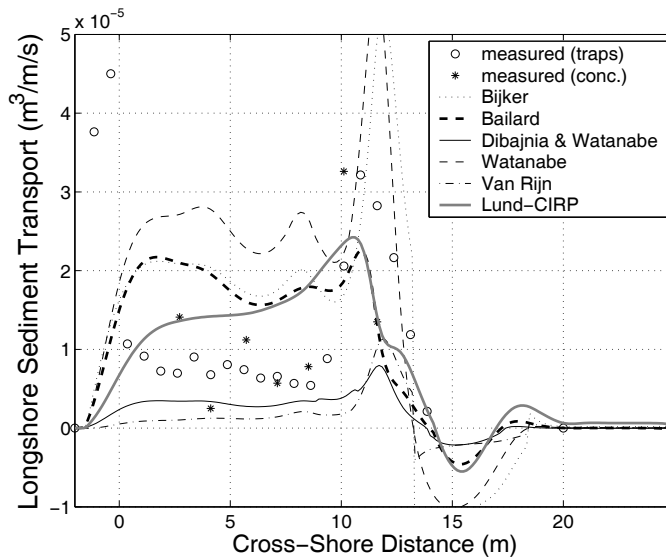 x 10⁻⁵
5
4
3
2
1
0
−1
Longshore Sediment Transport (m³/m/s)
measured (traps)
measured (conc.)
Bijker
Bailard
Dibajnia & Watanabe
Watanabe
Van Rijn
Lund−CIRP
0 5 10 15 20
Cross−Shore Distance (m)